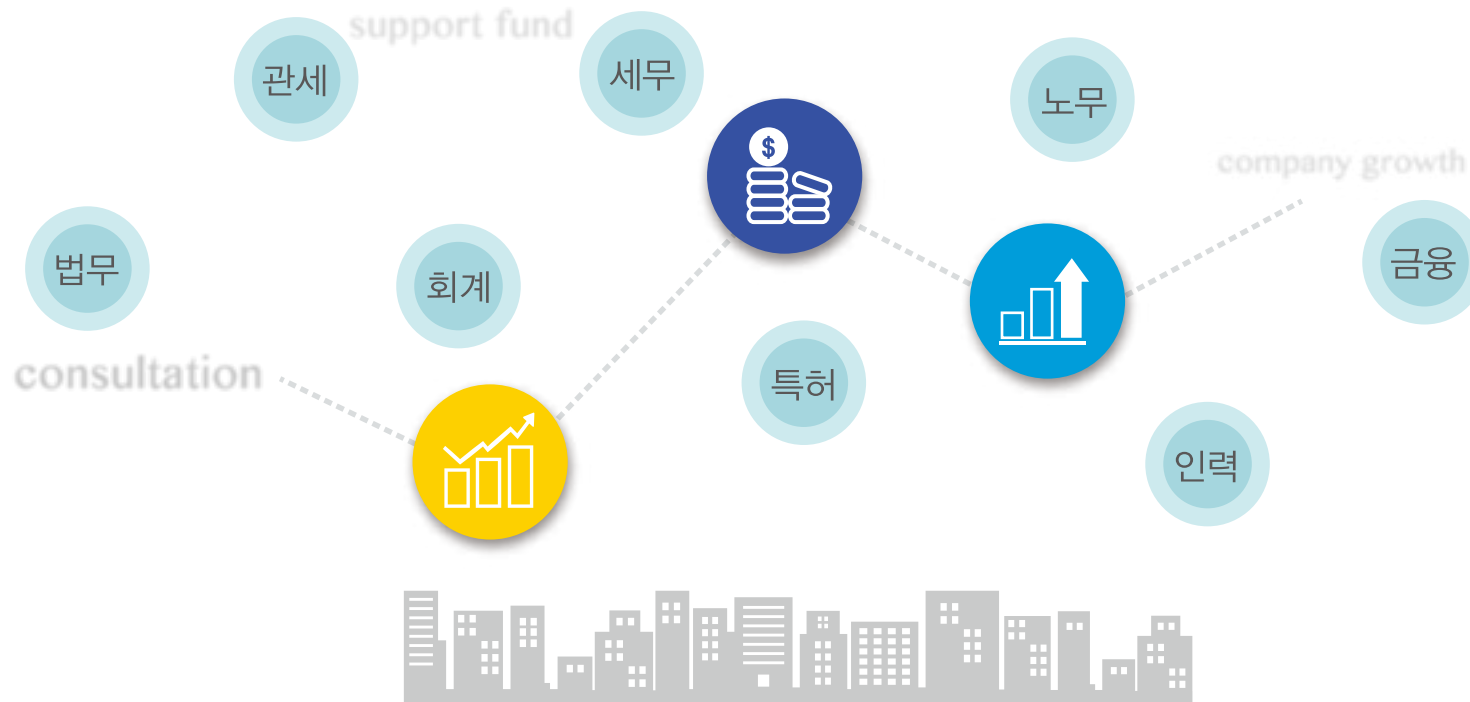 support fund
관세
세무
노무
company growth
법무
회계
금융
consultation
특허
인력
$